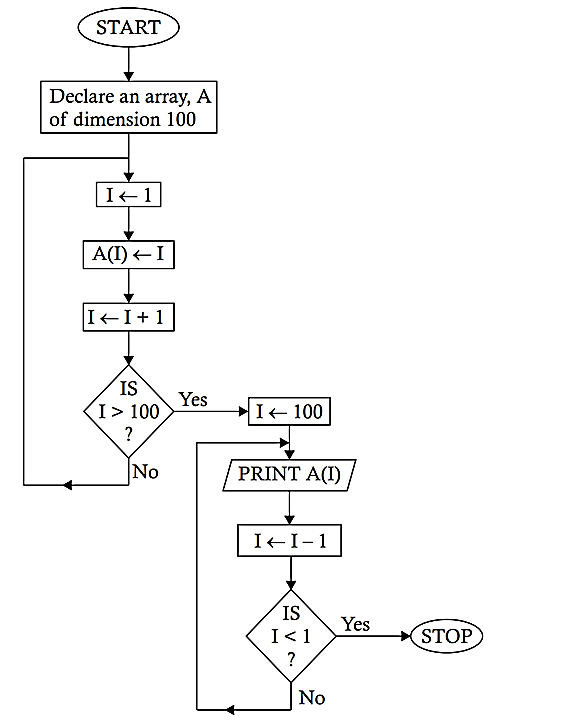 START
Declare an array, A
of dimension 100
I ← 1
A(I) ← I
I ← I + 1
IS
I > 100
?
Yes
No
I ← 100
PRINT A(I)
I ← I – 1
IS
I < 1
?
Yes
STOP
No